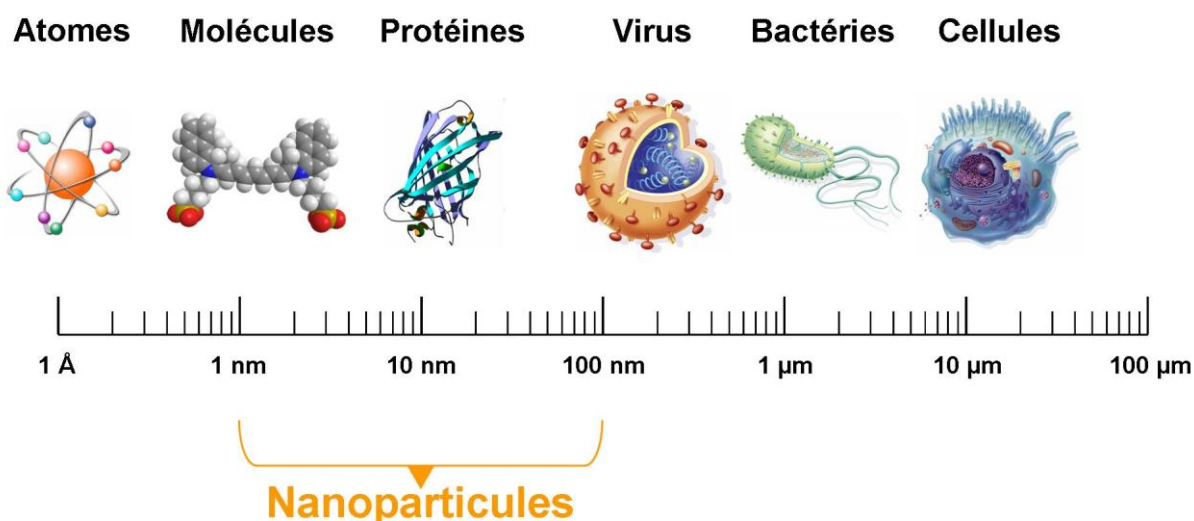 Atomes Molécules Protéines Virus Bactéries Cellules
1 Å 1 nm 10 nm 100 nm 1 µm 10 µm 100 µm
Nanoparticules